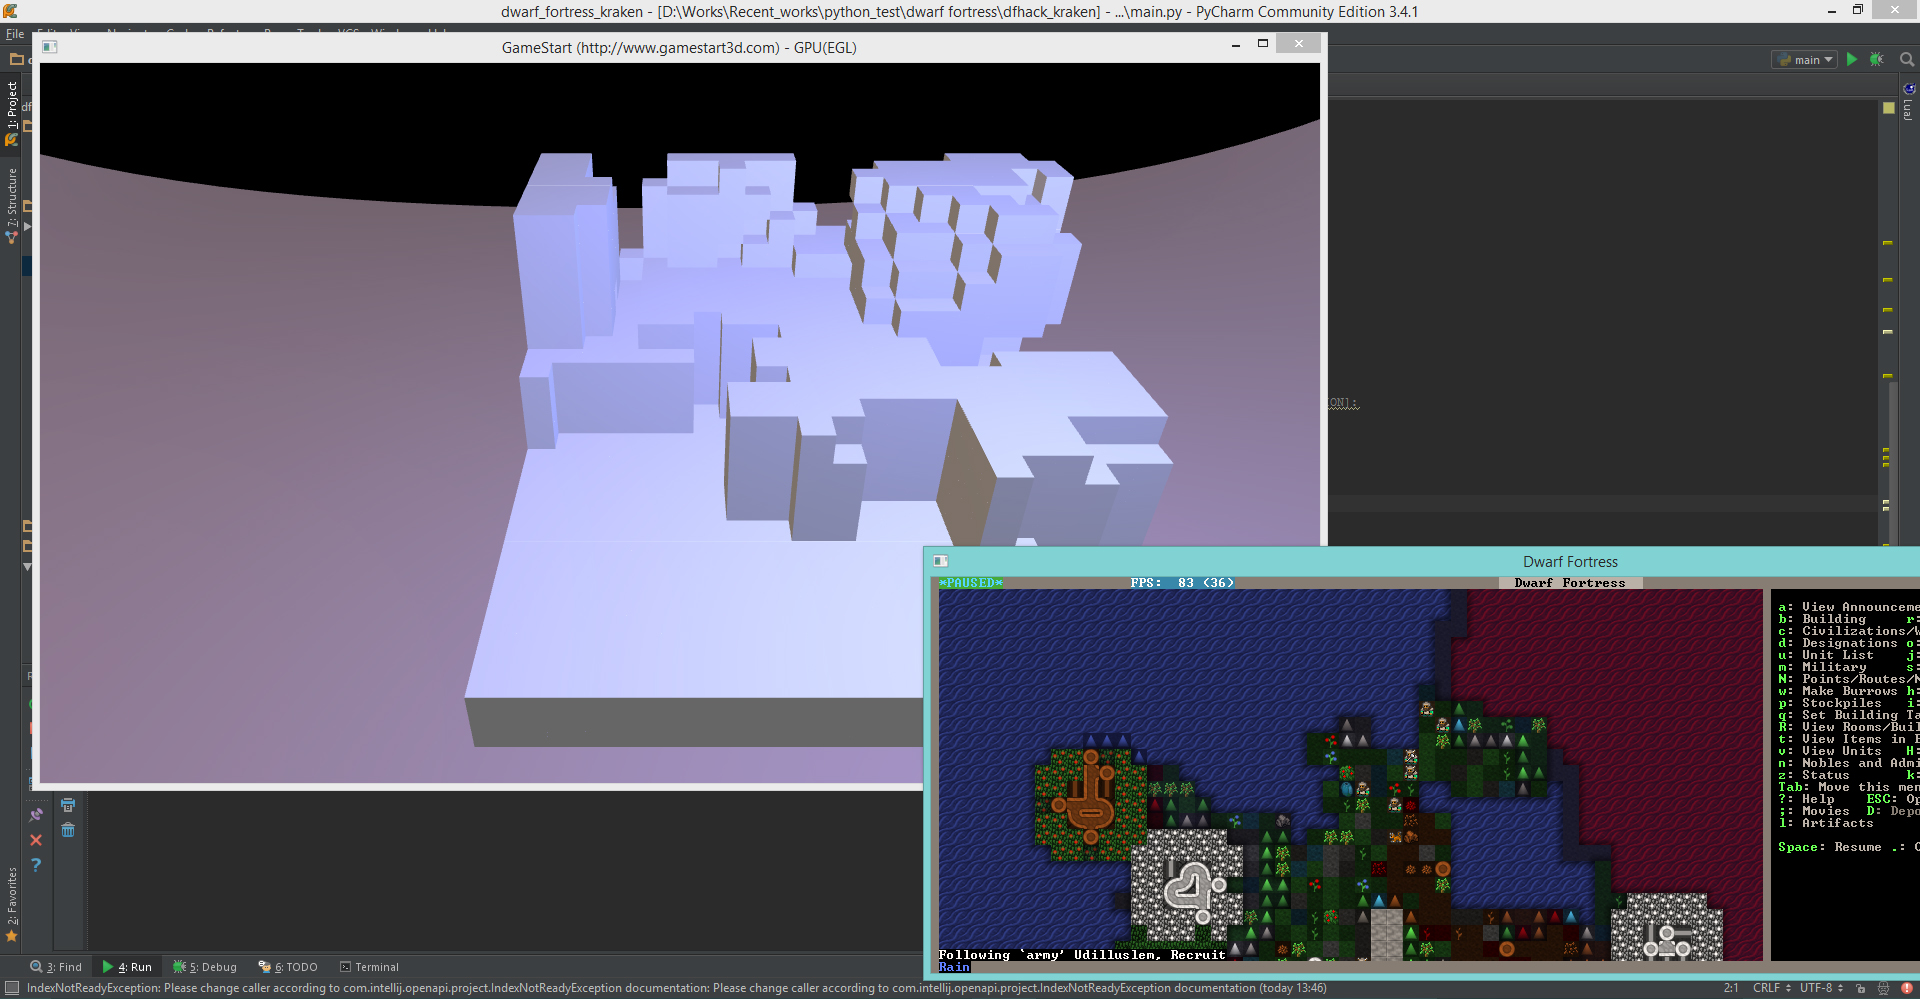 dwarf_fortress_kraken - [D:\Works\Recent_works\python_test\dwarf fortress\dfhack_kraken] - ...\main.py - PyCharm Community Edition 3.4.1
File
GameStart (http://www.gamestart3d.com) - GPU(EGL)
main
1: Project
7: Structure
2: Favorites
LuaJ
ON]:
Dwarf Fortress
*PAUSED*
FPS: 83 (36)
Dwarf Fortress
a: View Announceme
b: Building r:
c: Civilizations/W
d: Designations o:
u: Unit List j:
m: Military s:
N: Points/Routes/N
w: Make Burrows h:
p: Stockpiles i:
q: Set Building Ta
R: View Rooms/Buil
t: View Items in B
v: View Units H:
n: Nobles and Admi
z: Status k:
Tab: Move this men
?: Help ESC: Op
;: Movies D: Depo
l: Artifacts
Space: Resume .: O
Following `army' Udilluslem, Recruit
Rain
3: Find
4: Run
5: Debug
6: TODO
Terminal
IndexNotReadyException: Please change caller according to com.intellij.openapi.project.IndexNotReadyException documentation: Please change caller according to com.intellij.openapi.project.IndexNotReadyException documentation (today 13:46)
2:1
CRLF
UTF-8